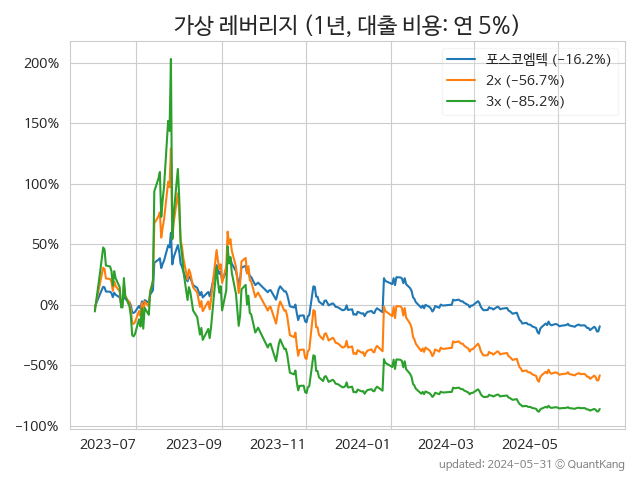 가상 레버리지 (1년, 대출 비용: 연 5%)
포스코엠텍 (−16.2%)
2x (−56.7%)
3x (−85.2%)
200%
150%
100%
50%
0%
−50%
−100%
2023-07
2023-09
2023-11
2024-01
2024-03
2024-05
updated: 2024-05-31 © QuantKang